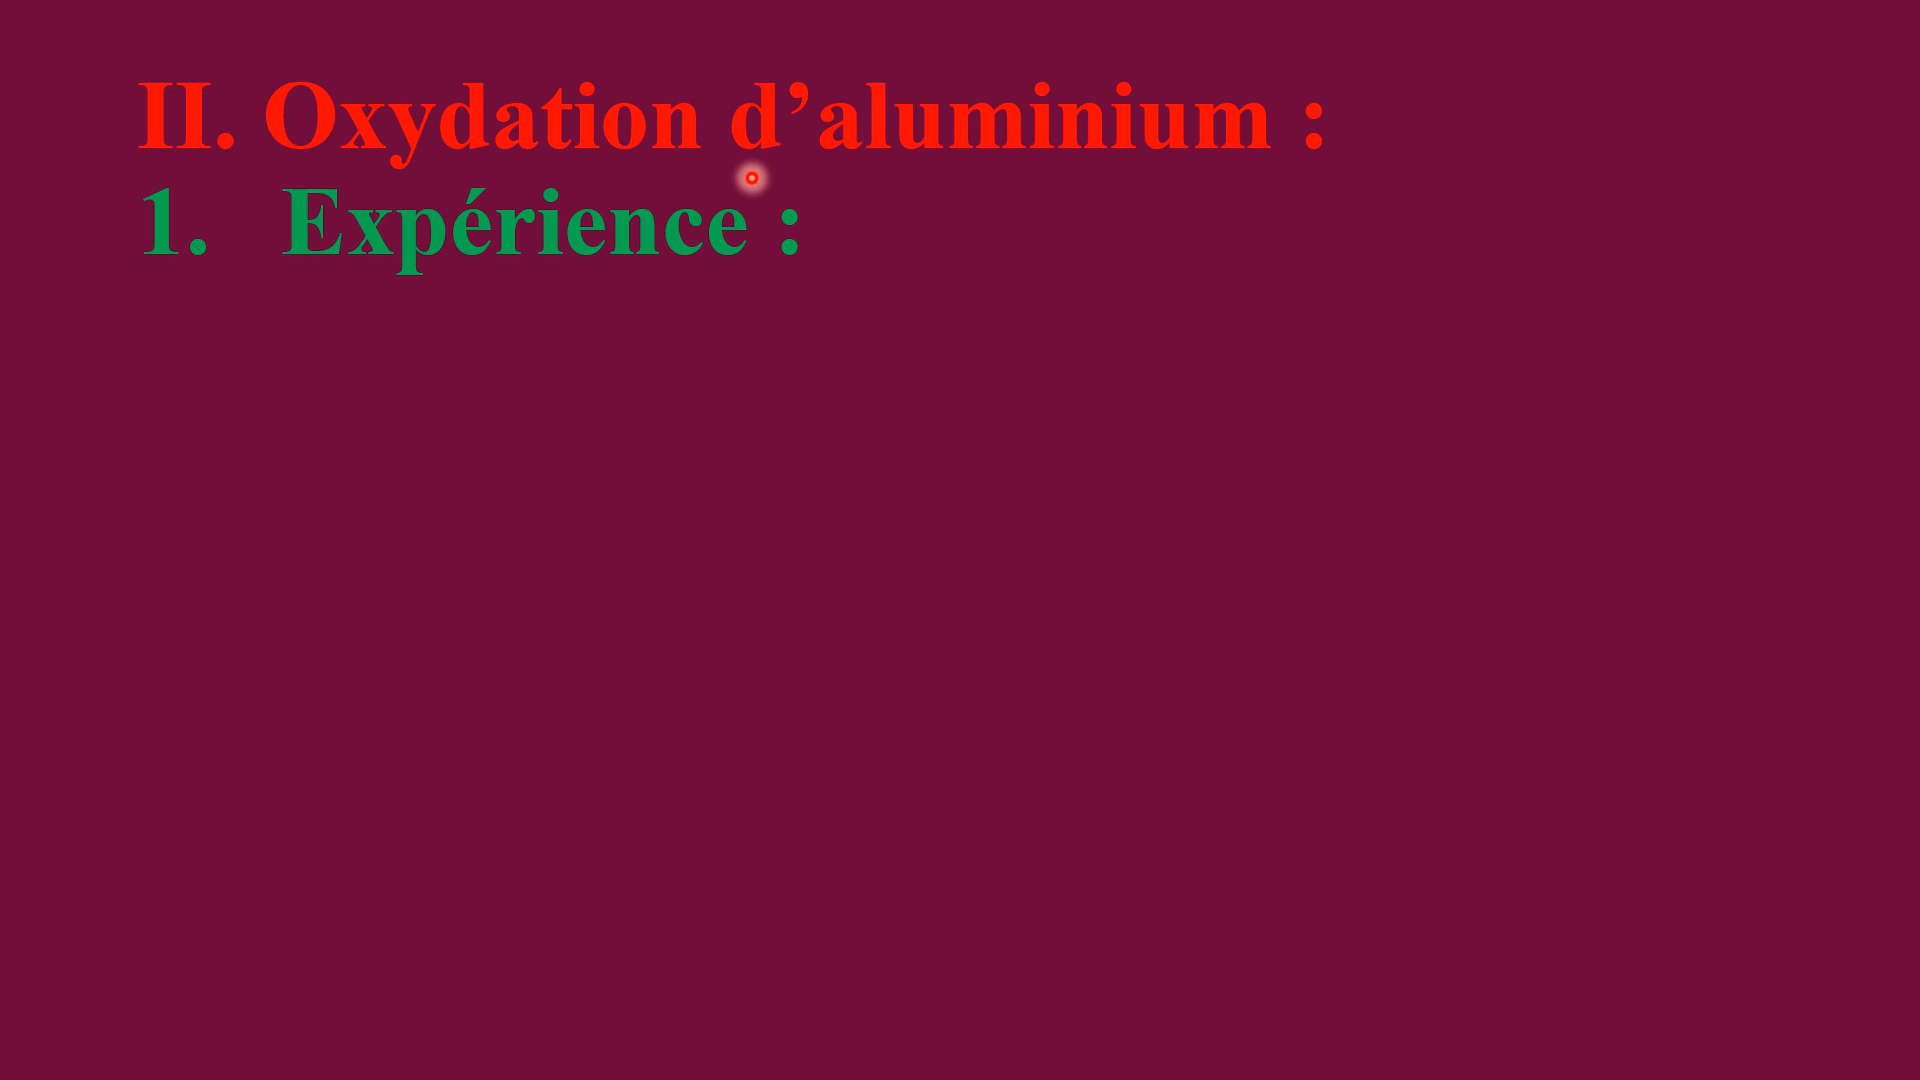 II. Oxydation d’aluminium :
1. Expérience :